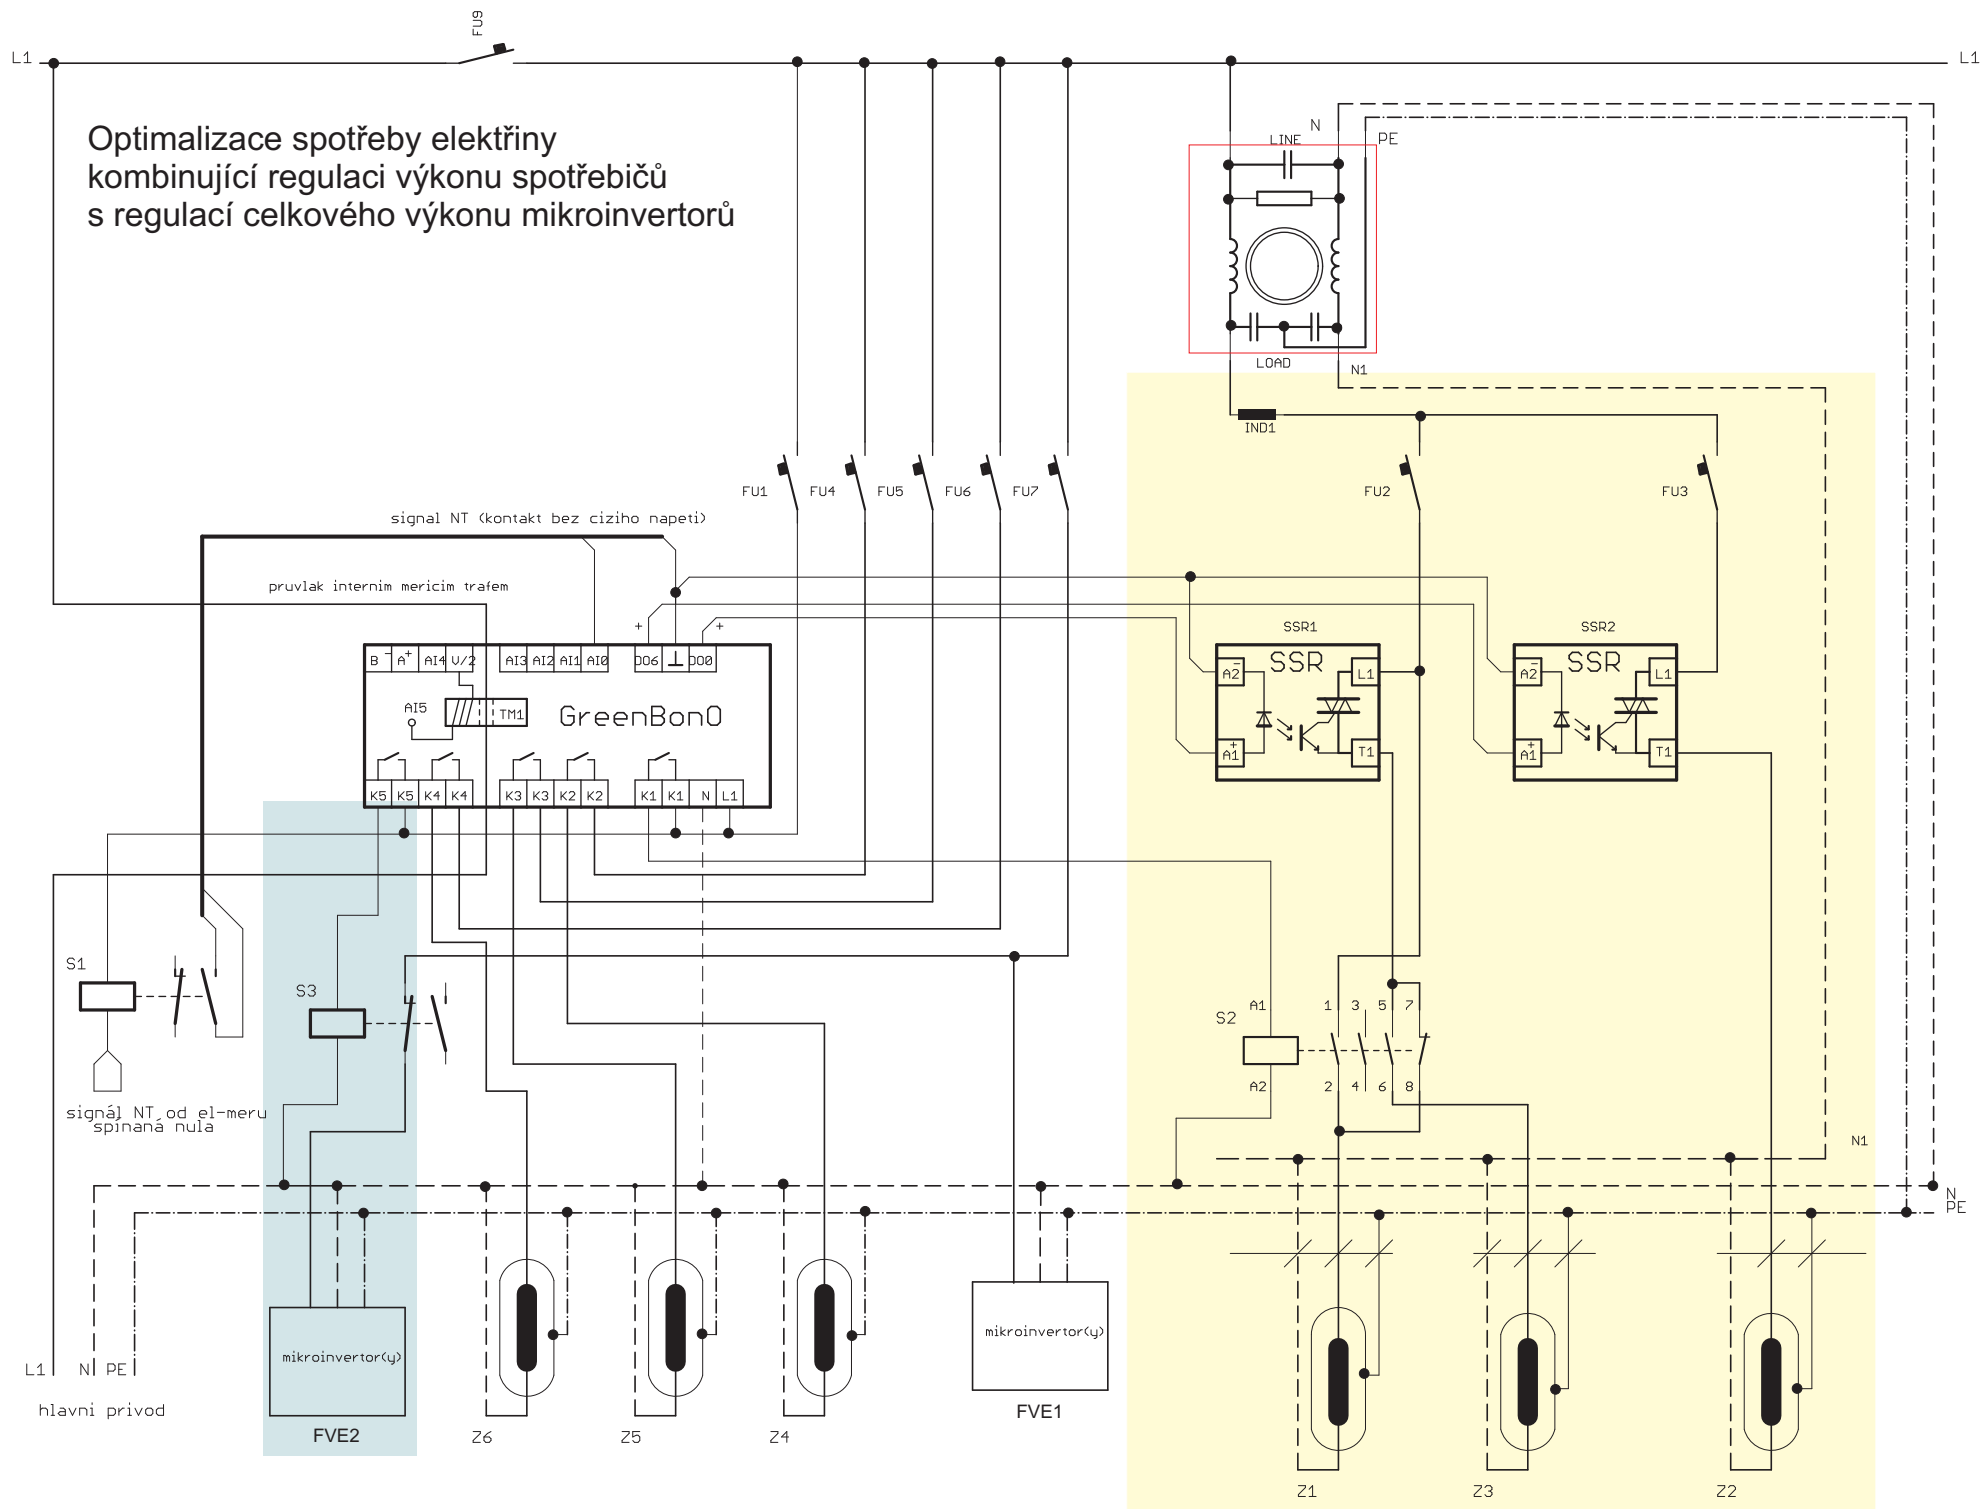 FU9
L1
L1
Optimalizace spotřeby elektřiny
kombinující regulaci výkonu spotřebičů
s regulací celkového výkonu mikroinvertorů
N
PE
LINE
LOAD
N1
IND1
FU1
FU4
FU5
FU6
FU7
FU2
FU3
signal NT (kontakt bez ciziho napeti)
pruvlak internim mericim trafem
+
+
SSR1
SSR2
B -
A+
AI4
V/2
AI3
AI2
AI1
AI0
DO6
⊥
DO0
SSR
A2 -
L1
A1 +
T1
SSR
A2 -
L1
A1 +
T1
AI5
TM1
GreenBonO
K5
K5
K4
K4
K3
K3
K2
K2
K1
K1
N
L1
S1
S3
S2
A1
1
3
5
7
A2
2
4
6
8
signál NT od el-meru
spínaná nula
N1
N
PE
mikroinvertor(y)
mikroinvertor(y)
L1
N
PE
hlavni privod
FVE2
Z6
Z5
Z4
FVE1
Z1
Z3
Z2